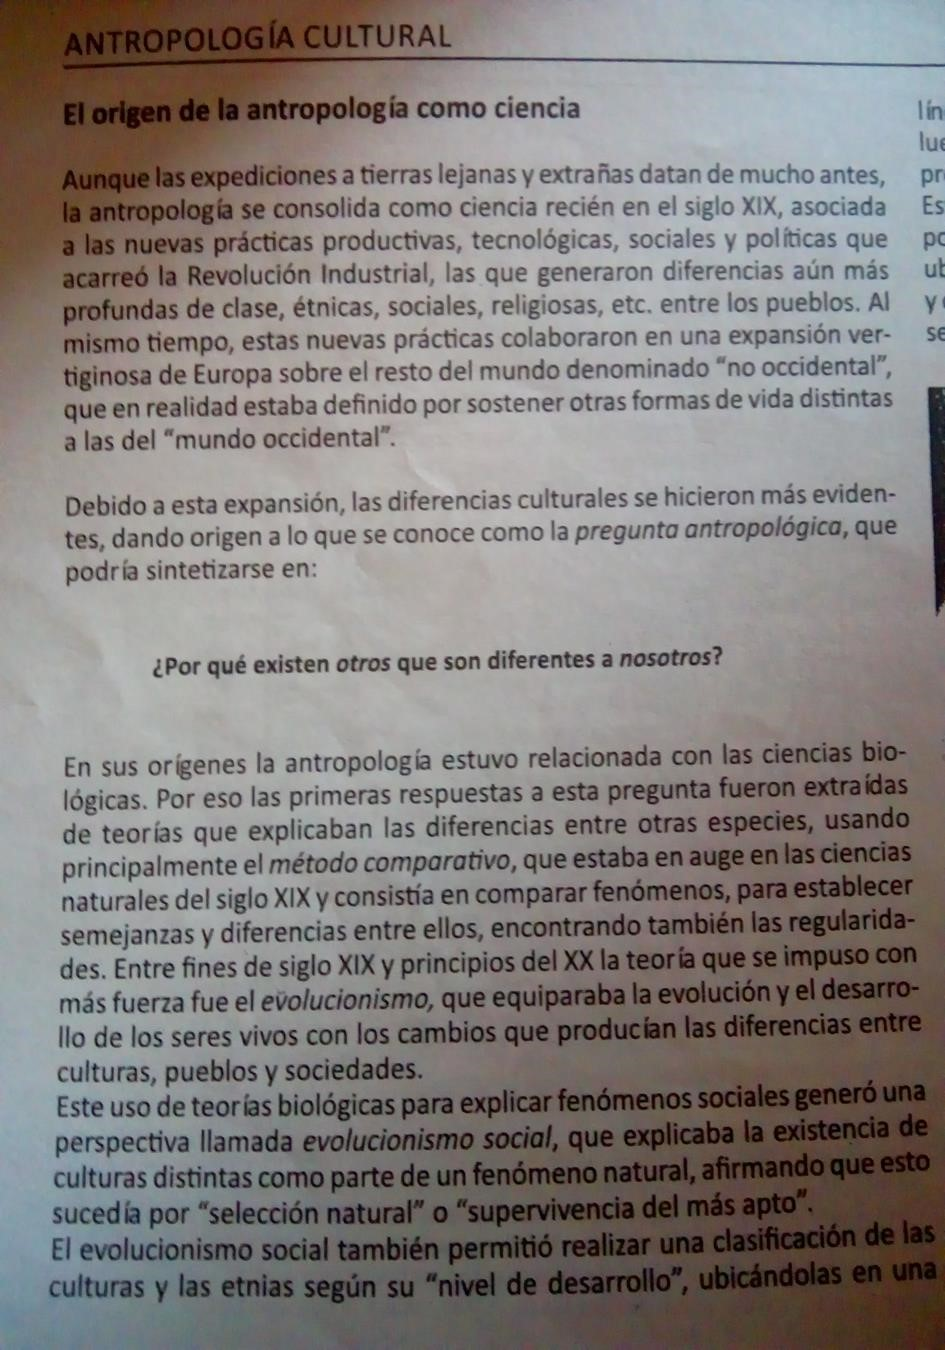 ANTROPOLOGÍA CULTURAL
El origen de la antropología como ciencia
Aunque las expediciones a tierras lejanas y extrañas datan de mucho antes,
la antropología se consolida como ciencia recién en el siglo XIX, asociada
a las nuevas prácticas productivas, tecnológicas, sociales y políticas que
acarreó la Revolución Industrial, las que generaron diferencias aún más
profundas de clase, étnicas, sociales, religiosas, etc. entre los pueblos. Al
mismo tiempo, estas nuevas prácticas colaboraron en una expansión ver-
tiginosa de Europa sobre el resto del mundo denominado “no occidental”,
que en realidad estaba definido por sostener otras formas de vida distintas
a las del “mundo occidental”.
Debido a esta expansión, las diferencias culturales se hicieron más eviden-
tes, dando origen a lo que se conoce como la pregunta antropológica, que
podría sintetizarse en:
¿Por qué existen otros que son diferentes a nosotros?
En sus orígenes la antropología estuvo relacionada con las ciencias bio-
lógicas. Por eso las primeras respuestas a esta pregunta fueron extraídas
de teorías que explicaban las diferencias entre otras especies, usando
principalmente el método comparativo, que estaba en auge en las ciencias
naturales del siglo XIX y consistía en comparar fenómenos, para establecer
semejanzas y diferencias entre ellos, encontrando también las regularida-
des. Entre fines de siglo XIX y principios del XX la teoría que se impuso con
más fuerza fue el evolucionismo, que equiparaba la evolución y el desarro-
llo de los seres vivos con los cambios que producían las diferencias entre
culturas, pueblos y sociedades.
Este uso de teorías biológicas para explicar fenómenos sociales generó una
perspectiva llamada evolucionismo social, que explicaba la existencia de
culturas distintas como parte de un fenómeno natural, afirmando que esto
sucedía por “selección natural” o “supervivencia del más apto”.
El evolucionismo social también permitió realizar una clasificación de las
culturas y las etnias según su “nivel de desarrollo”, ubicándolas en una